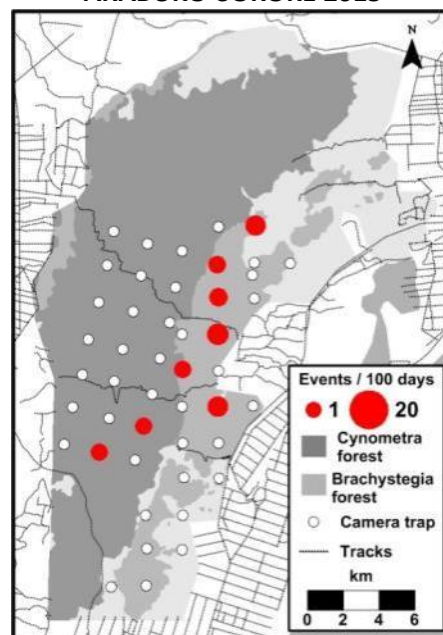 N
Events / 100 days
1 20
Cynometra
forest
Brachystegia
forest
Camera trap
Tracks
km
0 2 4 6